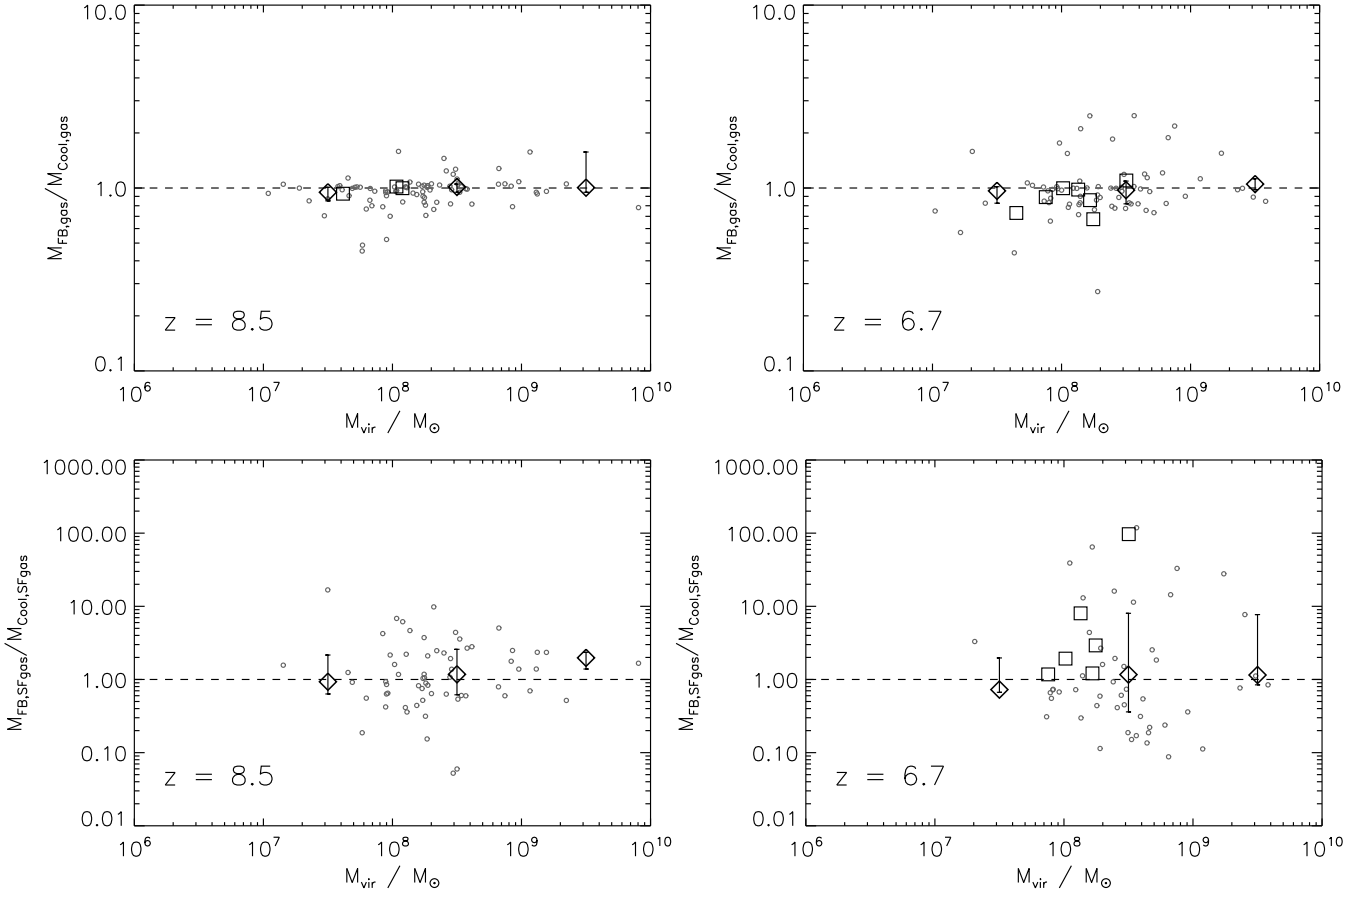 10.0
1.0
0.1
M_FB,gas/M_Cool,gas
z = 8.5
10^6 10^7 10^8 10^9 10^10
M_vir / M_⊙
10.0
1.0
0.1
M_FB,gas/M_Cool,gas
z = 6.7
10^6 10^7 10^8 10^9 10^10
M_vir / M_⊙
1000.00
100.00
10.00
1.00
0.10
0.01
M_FB,SFgas/M_Cool,SFgas
z = 8.5
10^6 10^7 10^8 10^9 10^10
M_vir / M_⊙
1000.00
100.00
10.00
1.00
0.10
0.01
M_FB,SFgas/M_Cool,SFgas
z = 6.7
10^6 10^7 10^8 10^9 10^10
M_vir / M_⊙